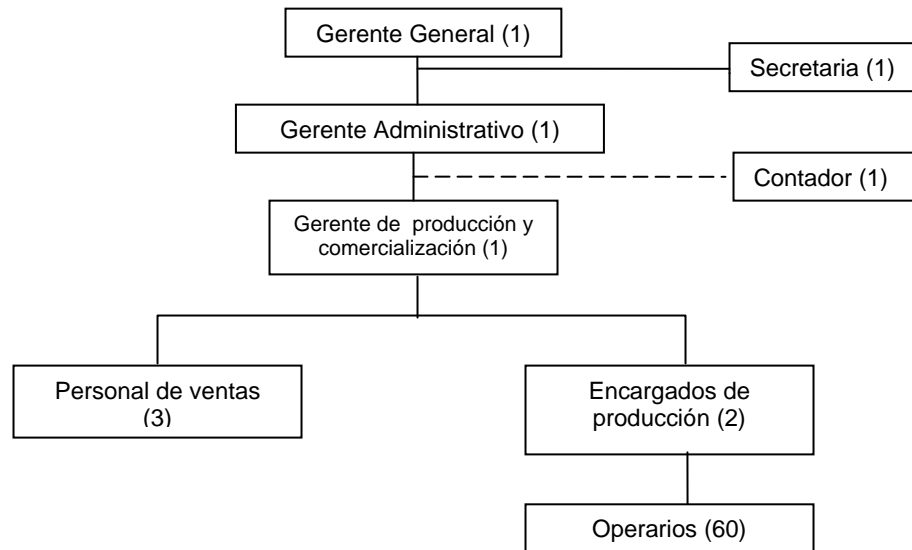 Gerente General (1)
Secretaria (1)
Gerente Administrativo (1)
Contador (1)
Gerente de producción y
comercialización (1)
Personal de ventas
(3)
Encargados de
producción (2)
Operarios (60)